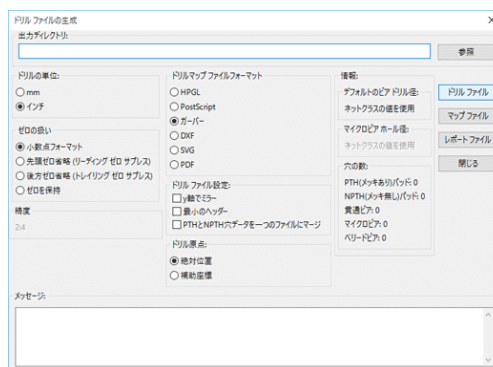 ドリル ファイルの生成
出力ディレクトリ:
参照
ドリルの単位:
mm
インチ
ゼロの扱い
小数点フォーマット
先頭ゼロ省略 (リーディング ゼロ サプレス)
後方ゼロ省略 (トレイリング ゼロ サプレス)
ゼロを保持
精度
2:4
ドリルマップ ファイルフォーマット
HPGL
PostScript
ガーバー
DXF
SVG
PDF
ドリル ファイル設定:
y軸でミラー
最小のヘッダー
PTHとNPTH穴データを一つのファイルにマージ
ドリル原点:
絶対位置
補助座標
情報:
デフォルトのビア ドリル径:
ネットクラスの値を使用
マイクロビア ホール径:
ネットクラスの値を使用
穴の数:
PTH(メッキあり)パッド: 0
NPTH(メッキ無し)パッド: 0
貫通ビア: 0
マイクロビア: 0
ベリードビア: 0
ドリル ファイル
マップ ファイル
レポート ファイル
閉じる
メッセージ: